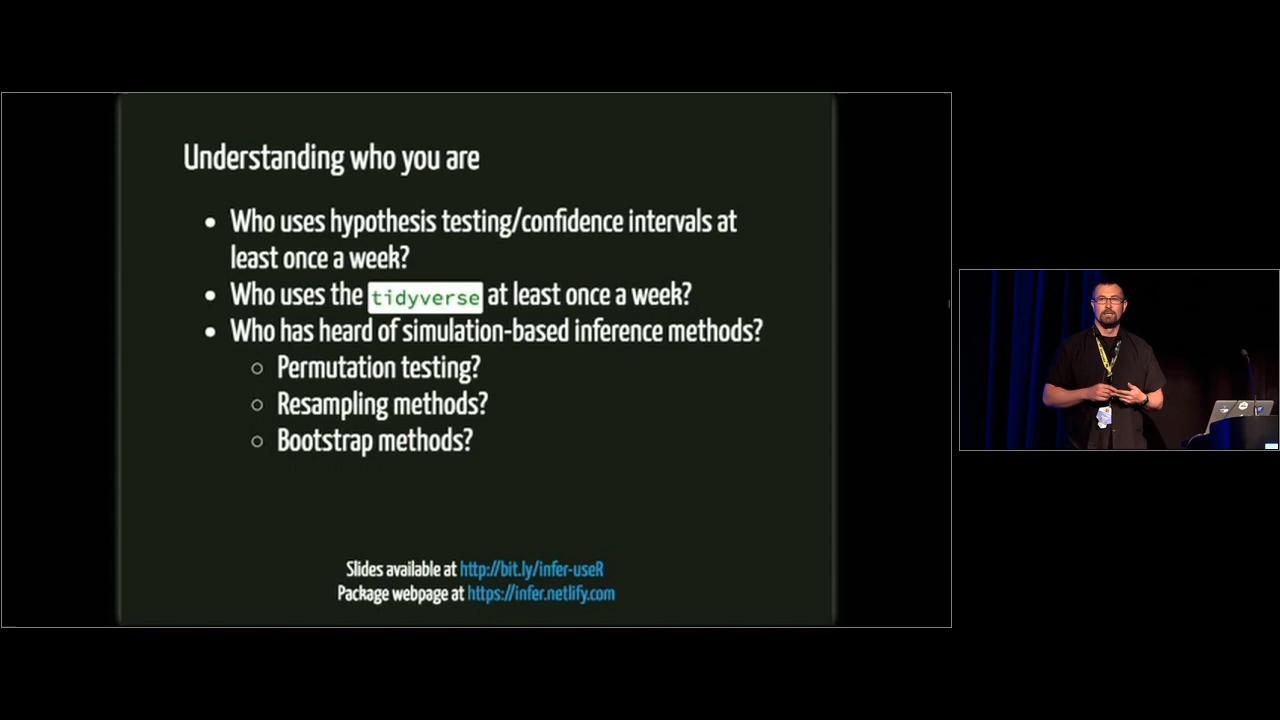 Understanding who you are
Who uses hypothesis testing/confidence intervals at
least once a week?
Who uses the tidyverse at least once a week?
Who has heard of simulation-based inference methods?
Permutation testing?
Resampling methods?
Bootstrap methods?
Slides available at http://bit.ly/infer-useR
Package webpage at https://infer.netlify.com